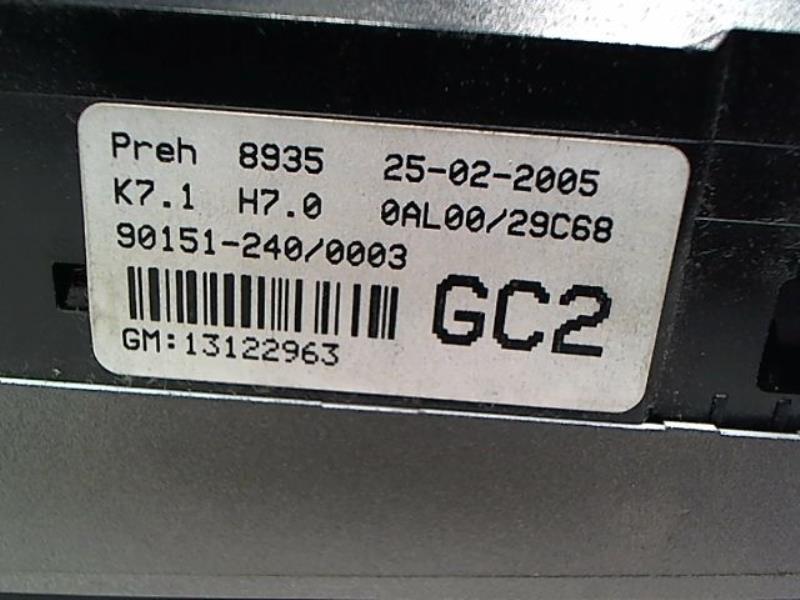 Preh 8935 25-02-2005
K7.1 H7.0 0AL00/29C68
90151-240/0003
GC2
GM:13122963